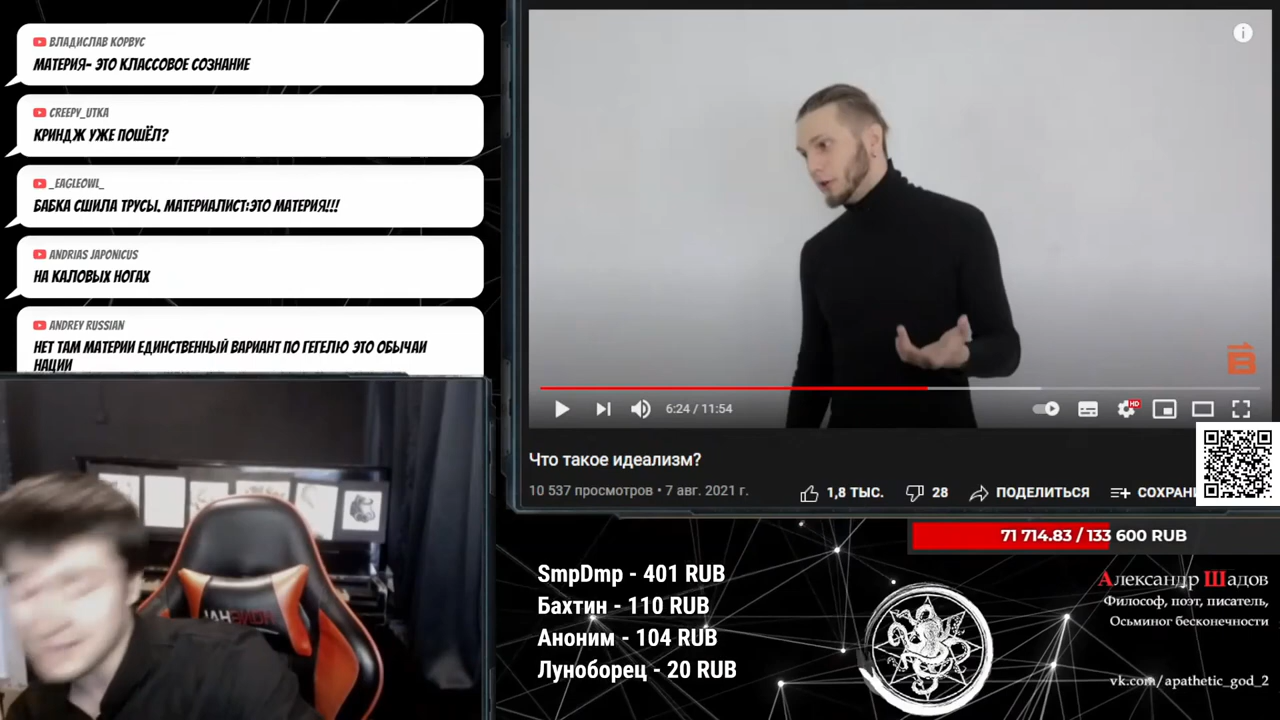 ВЛАДИСЛАВ КОРВУС
МАТЕРИЯ- ЭТО КЛАССОВОЕ СОЗНАНИЕ
CREEPY_UTKA
КРИНДЖ УЖЕ ПОШЁЛ?
_EAGLEOWL_
БАБКА СШИЛА ТРУСЫ. МАТЕРИАЛИСТ:ЭТО МАТЕРИЯ!!!
ANDRIAS JAPONICUS
НА КАЛОВЫХ НОГАХ
ANDREY RUSSIAN
НЕТ ТАМ МАТЕРИИ ЕДИНСТВЕННЫЙ ВАРИАНТ ПО ГЕГЕЛЮ ЭТО ОБЫЧАИ
НАЦИИ
6:24 / 11:54
HD
Что такое идеализм?
10 537 просмотров • 7 авг. 2021 г.
1,8 ТЫС.
28
ПОДЕЛИТЬСЯ
СОХРАНИ
71 714.83 / 133 600 RUB
SmpDmp - 401 RUB
Бахтин - 110 RUB
Аноним - 104 RUB
Луноборец - 20 RUB
Александр Шадов
Философ, поэт, писатель,
Осьминог бесконечности
vk.com/apathetic_god_2